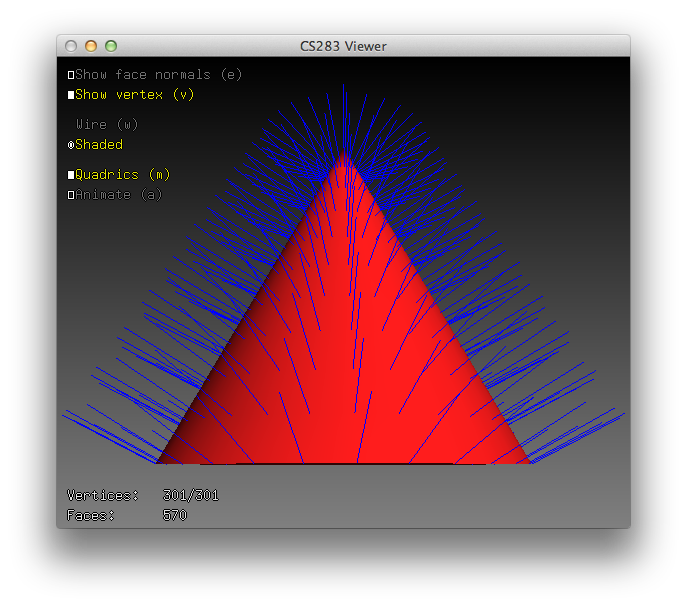 CS283 Viewer
Show face normals (e)
Show vertex (v)
Wire (w)
Shaded
Quadrics (m)
Animate (a)
Vertices: 301/301
Faces: 570